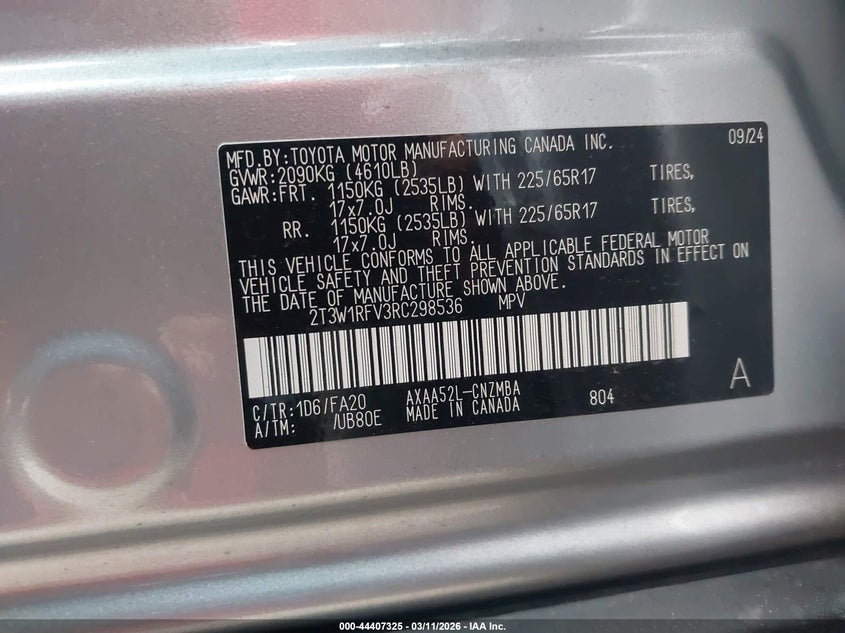 MFD.BY:TOYOTA MOTOR MANUFACTURING CANADA INC. 09/24
GVWR:2090KG (4610LB)
GAWR:FRT. 1150KG (2535LB) WITH 225/65R17 TIRES,
17x7.0J RIMS.
RR. 1150KG (2535LB) WITH 225/65R17 TIRES,
17x7.0J RIMS.
THIS VEHICLE CONFORMS TO ALL APPLICABLE FEDERAL MOTOR
VEHICLE SAFETY AND THEFT PREVENTION STANDARDS IN EFFECT ON
THE DATE OF MANUFACTURE SHOWN ABOVE.
2T3W1RFV3RC298536 MPV
C/TR:1D6/FA20 AXAA52L-CNZMBA 804 A
A/TM: /UB80E MADE IN CANADA
000-44407325 - 03/11/2026 - IAA Inc.